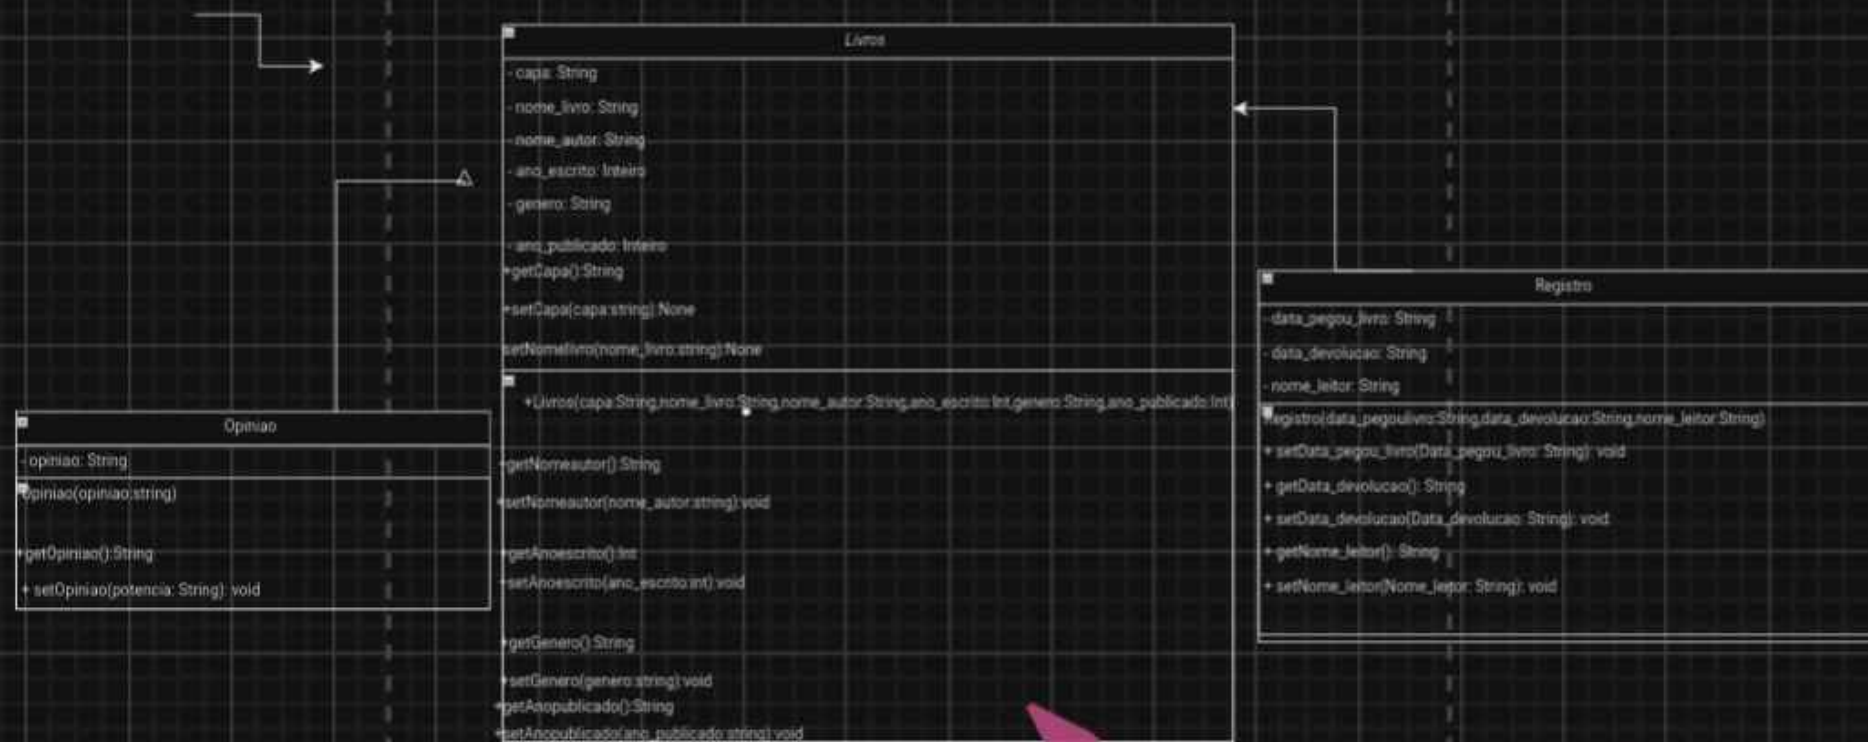 Livros
- capa: String
- nome_livro: String
- nome_autor: String
- ano_escrito: Inteiro
- genero: String
- ano_publicado: Inteiro
+getCapa():String
+setCapa(capa:string):None
setNomelivro(nome_livro:string):None
+Livros(capa:String,nome_livro:String,nome_autor:String,ano_escrito:Int,genero:String,ano_publicado:Int)
+getNomeautor():String
+setNomeautor(nome_autor:string):void
+getAnoescrito():Int
+setAnoescrito(ano_escrito:int):void
+getGenero():String
+setGenero(genero:string):void
+getAnopublicado():String
+setAnopublicado(ano_publicado:string):void
Opiniao
- opiniao: String
Opiniao(opiniao:string)
+getOpiniao():String
+ setOpiniao(potencia: String): void
Registro
- data_pegou_livro: String
- data_devolucao: String
- nome_leitor: String
Registro(data_pegoulivro:String,data_devolucao:String,nome_leitor:String)
+ setData_pegou_livro(Data_pegou_livro: String): void
+ getData_devolucao(): String
+ setData_devolucao(Data_devolucao: String): void
+ getNome_leitor(): String
+ setNome_leitor(Nome_leitor: String): void